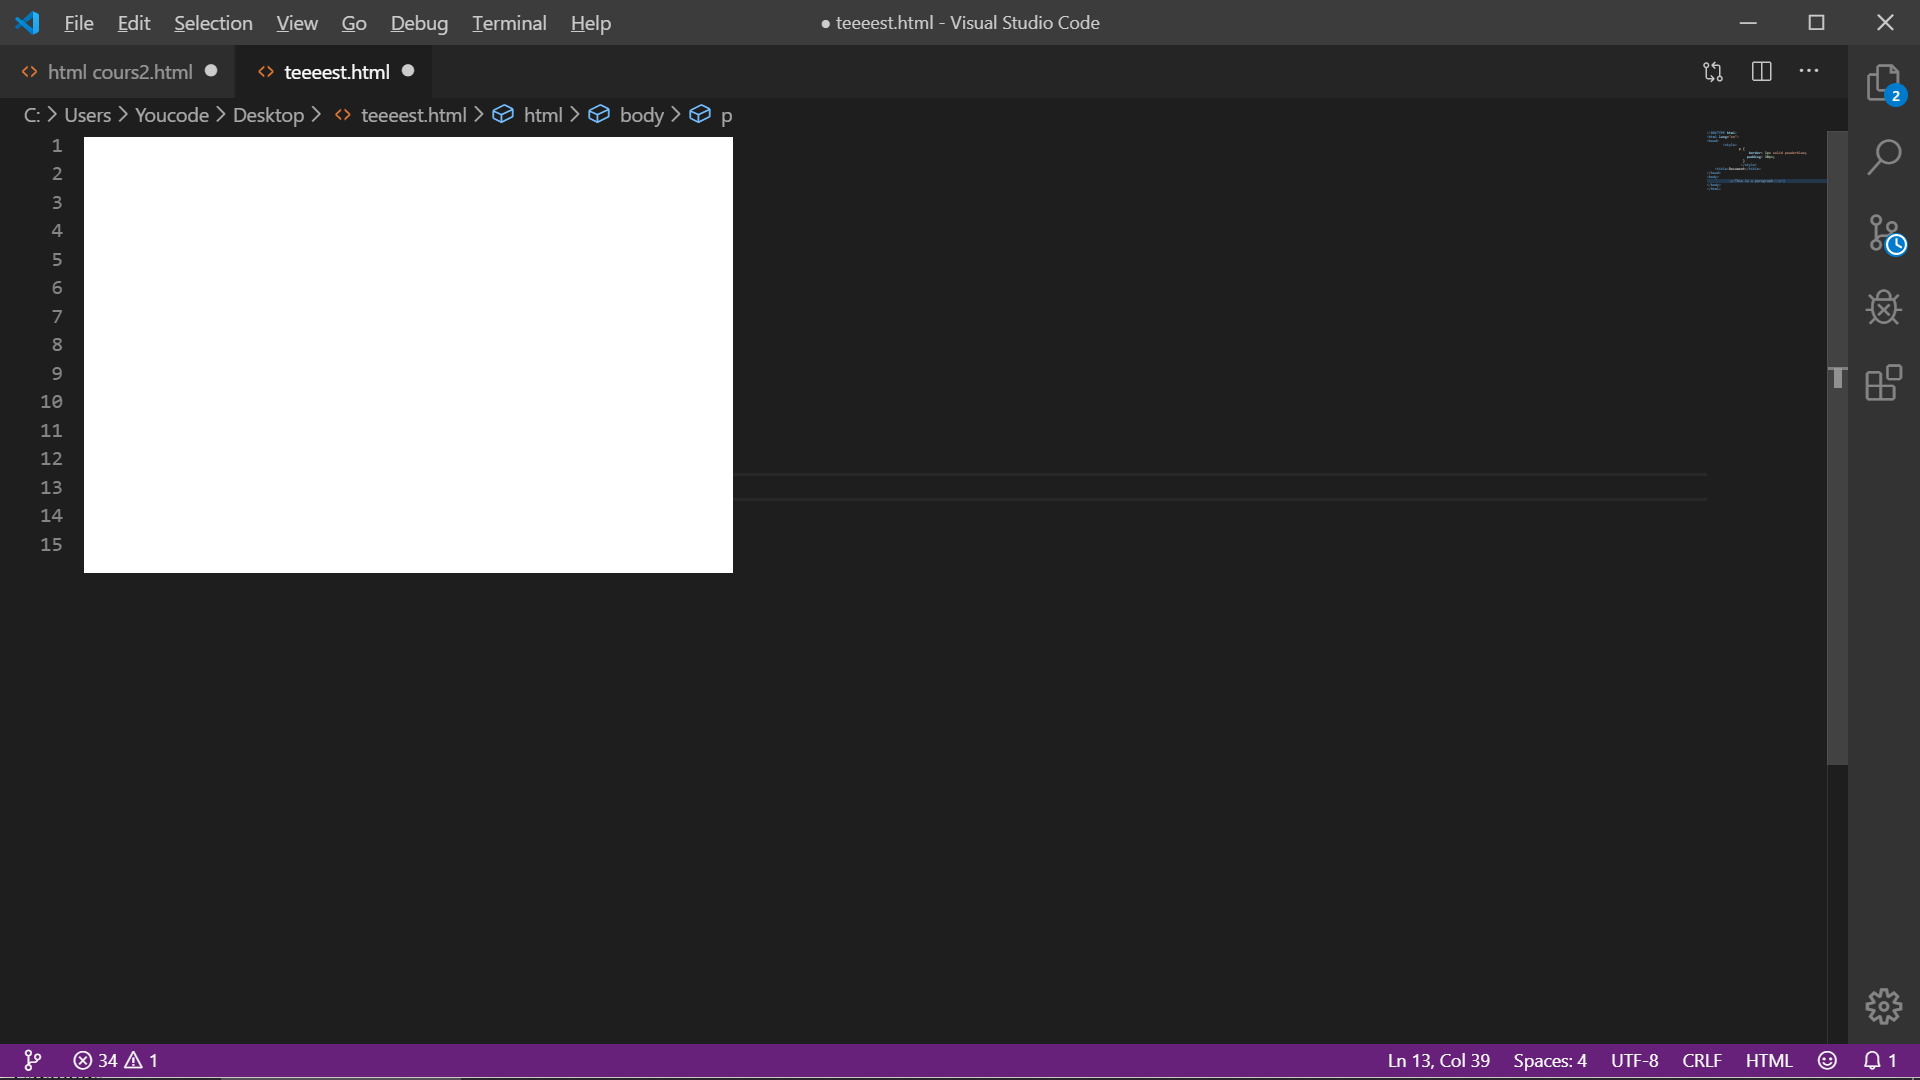 File Edit Selection View Go Debug Terminal Help
● teeeest.html - Visual Studio Code
html cours2.html ●
teeeest.html ●
C: > Users > Youcode > Desktop > teeeest.html > html > body > p
2
1
2
3
4
5
6
7
8
9
10
11
12
13
14
15
34 1
Ln 13, Col 39 Spaces: 4 UTF-8 CRLF HTML 1